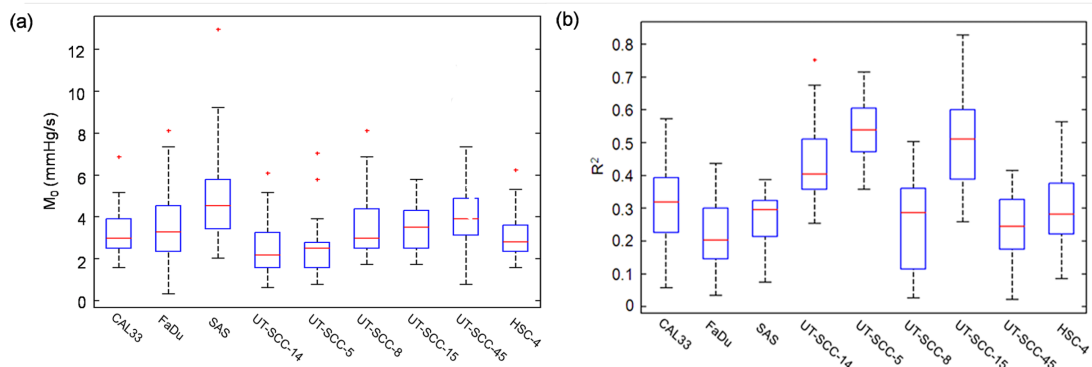 (a)
M0 (mmHg/s)
12
10
8
6
4
2
0
CAL33
FaDu
SAS
UT-SCC-14
UT-SCC-5
UT-SCC-8
UT-SCC-15
UT-SCC-45
HSC-4
(b)
R2
0.8
0.7
0.6
0.5
0.4
0.3
0.2
0.1
0
CAL33
FaDu
SAS
UT-SCC-14
UT-SCC-5
UT-SCC-8
UT-SCC-15
UT-SCC-45
HSC-4